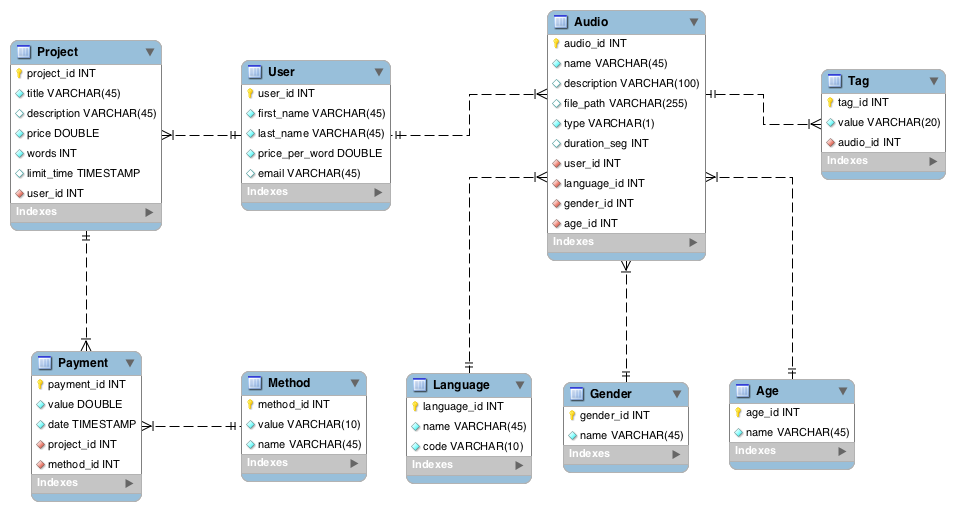 Project
project_id INT
title VARCHAR(45)
description VARCHAR(45)
price DOUBLE
words INT
limit_time TIMESTAMP
user_id INT
Indexes
User
user_id INT
first_name VARCHAR(45)
last_name VARCHAR(45)
price_per_word DOUBLE
email VARCHAR(45)
Indexes
Audio
audio_id INT
name VARCHAR(45)
description VARCHAR(100)
file_path VARCHAR(255)
type VARCHAR(1)
duration_seg INT
user_id INT
language_id INT
gender_id INT
age_id INT
Indexes
Tag
tag_id INT
value VARCHAR(20)
audio_id INT
Indexes
Payment
payment_id INT
value DOUBLE
date TIMESTAMP
project_id INT
method_id INT
Indexes
Method
method_id INT
value VARCHAR(10)
name VARCHAR(45)
Indexes
Language
language_id INT
name VARCHAR(45)
code VARCHAR(10)
Indexes
Gender
gender_id INT
name VARCHAR(45)
Indexes
Age
age_id INT
name VARCHAR(45)
Indexes